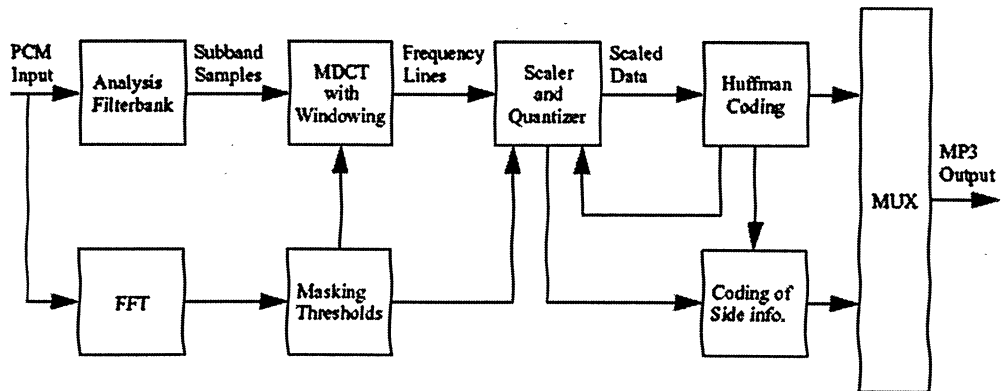 PCM
Input
Analysis
Filterbank
Subband
Samples
MDCT
with
Windowing
Frequency
Lines
Scaler
and
Quantizer
Scaled
Data
Huffman
Coding
MUX
MP3
Output
FFT
Masking
Thresholds
Coding of
Side info.